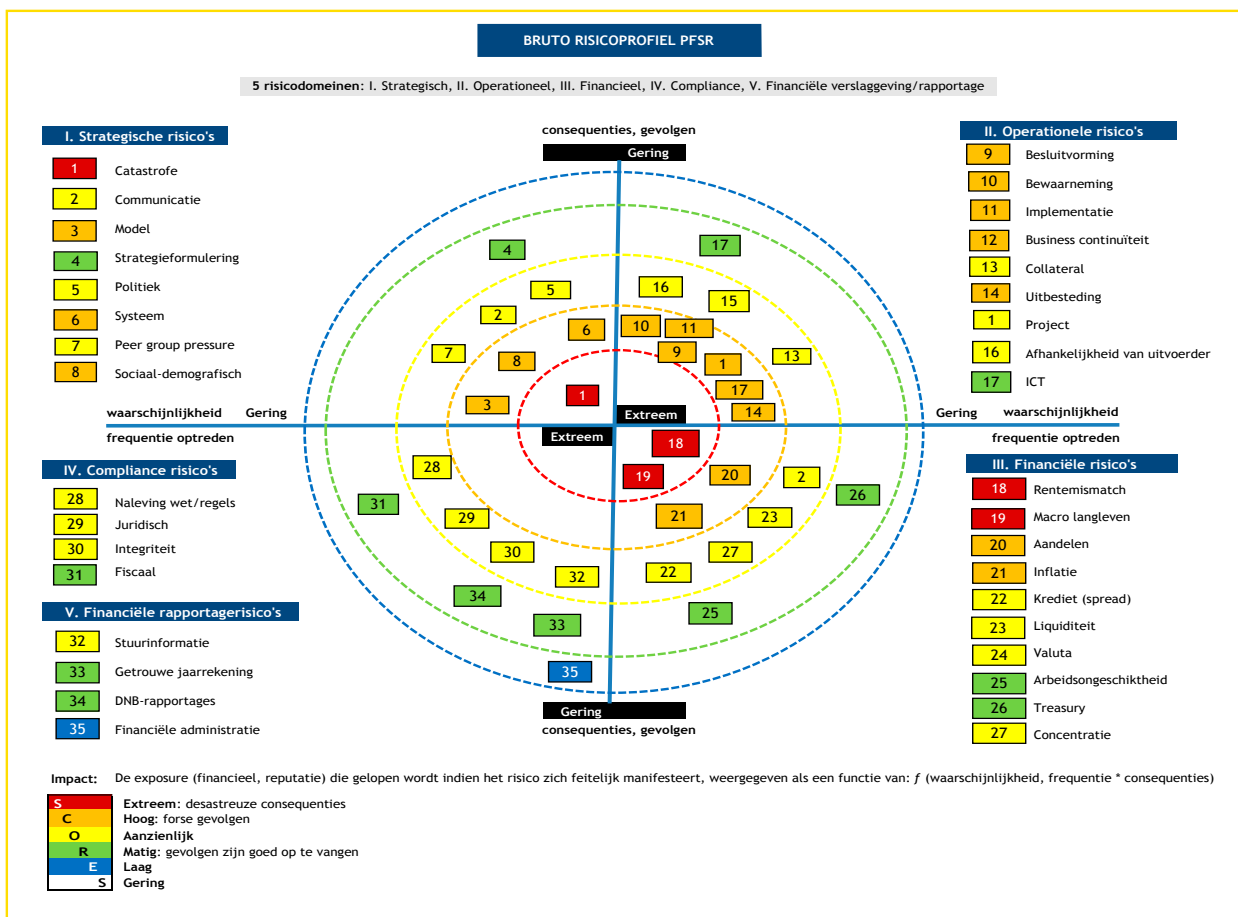 BRUTO RISICOPROFIEL PFSR
5 risicodomeinen: I. Strategisch, II. Operationeel, III. Financieel, IV. Compliance, V. Financiële verslaggeving/rapportage
I. Strategische risico's
1 Catastrofe
2 Communicatie
3 Model
4 Strategieformulering
5 Politiek
6 Systeem
7 Peer group pressure
8 Sociaal-demografisch
consequenties, gevolgen
Gering
II. Operationele risico's
9 Besluitvorming
10 Bewaarneming
11 Implementatie
12 Business continuïteit
13 Collateral
14 Uitbesteding
1 Project
16 Afhankelijkheid van uitvoerder
17 ICT
4
17
5
16
15
2
6
10
11
7
8
9
1
13
1
17
3
14
waarschijnlijkheid Gering
Extreem
Gering waarschijnlijkheid
frequentie optreden
Extreem
frequentie optreden
18
28
19
20
2
26
31
29
21
23
30
27
32
22
34
33
25
35
Gering
consequenties, gevolgen
IV. Compliance risico's
28 Naleving wet/regels
29 Juridisch
30 Integriteit
31 Fiscaal
V. Financiële rapportagerisico's
32 Stuurinformatie
33 Getrouwe jaarrekening
34 DNB-rapportages
35 Financiële administratie
III. Financiële risico's
18 Rentemismatch
19 Macro langleven
20 Aandelen
21 Inflatie
22 Krediet (spread)
23 Liquiditeit
24 Valuta
25 Arbeidsongeschiktheid
26 Treasury
27 Concentratie
Impact: De exposure (financieel, reputatie) die gelopen wordt indien het risico zich feitelijk manifesteert, weergegeven als een functie van: ƒ (waarschijnlijkheid, frequentie * consequenties)
S Extreem: desastreuze consequenties
C Hoog: forse gevolgen
O Aanzienlijk
R Matig: gevolgen zijn goed op te vangen
E Laag
S Gering